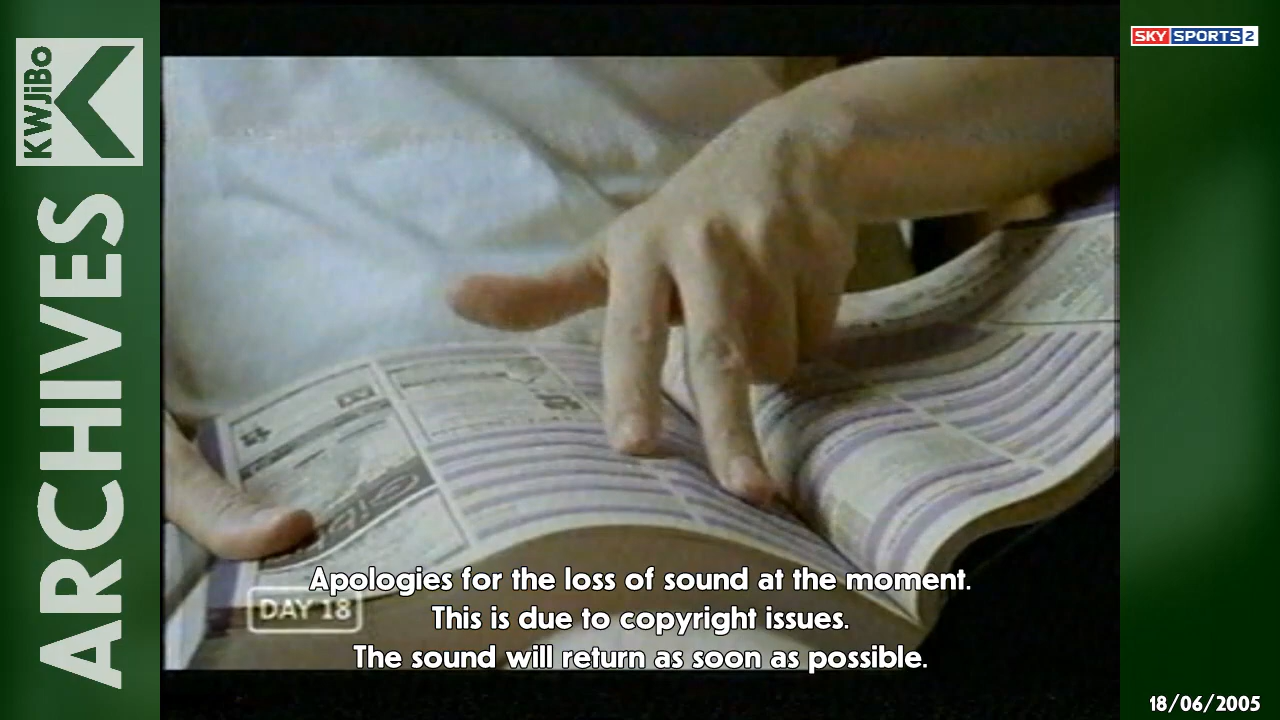 KWJiBO
ARCHIVES
SKY SPORTS 2
Apologies for the loss of sound at the moment.
DAY 18
This is due to copyright issues.
The sound will return as soon as possible.
18/06/2005